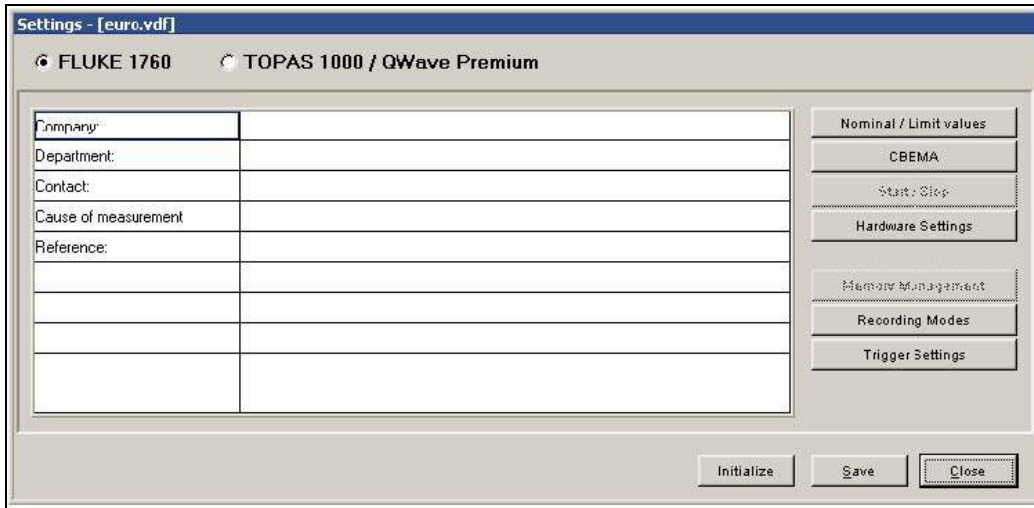 Settings - [euro.vdf]
FLUKE 1760 TOPAS 1000 / QWave Premium
Company:
Department:
Contact:
Cause of measurement
Reference:
Nominal / Limit values
CBEMA
Start / Stop
Hardware Settings
Memory Management
Recording Modes
Trigger Settings
Initialize Save Close